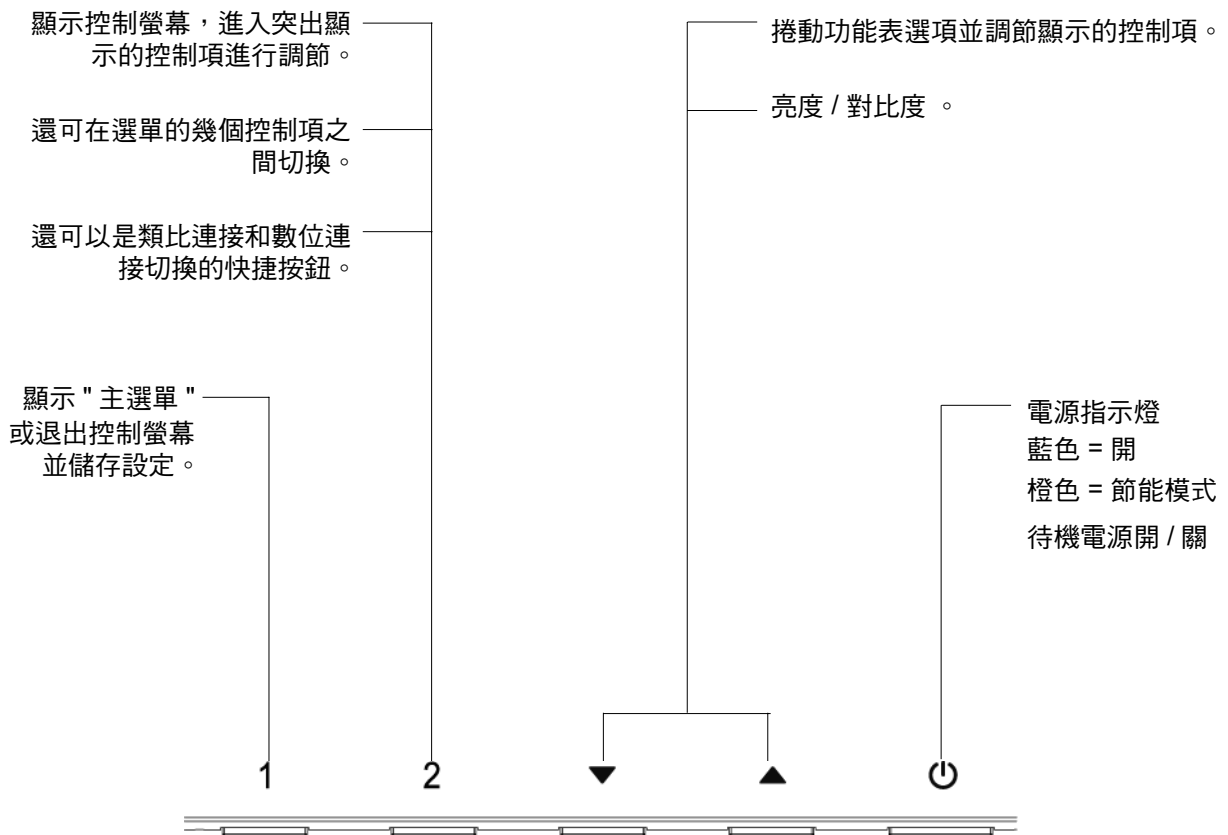 顯示控制螢幕，進入突出顯
示的控制項進行調節。
還可在選單的幾個控制項之
間切換。
還可以是類比連接和數位連
接切換的快捷按鈕。
顯示 " 主選單 "
或退出控制螢幕
並儲存設定。
捲動功能表選項並調節顯示的控制項。
亮度 / 對比度 。
電源指示燈
藍色 = 開
橙色 = 節能模式
待機電源開 / 關
1 2 ▼ ▲ ⏻